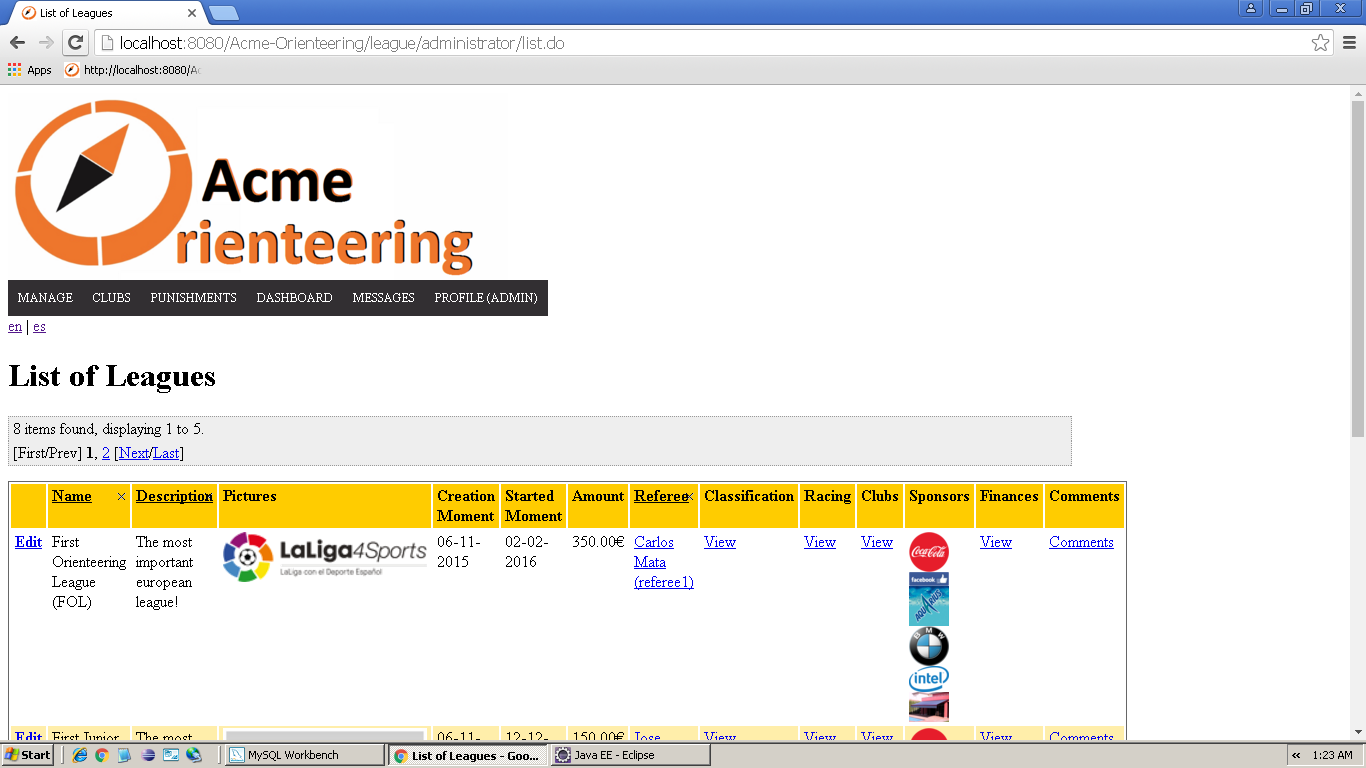 List of Leagues
localhost:8080/Acme-Orienteering/league/administrator/list.do
Apps http://localhost:8080/Ac
Acme
rienteering
MANAGE CLUBS PUNISHMENTS DASHBOARD MESSAGES PROFILE (ADMIN)
en | es
List of Leagues
8 items found, displaying 1 to 5.
[First/Prev] 1, 2 [Next/Last]
Name Description Pictures Creation Moment Started Moment Amount Referee Classification Racing Clubs Sponsors Finances Comments
Edit First Orienteering League (FOL) The most important european league! LaLiga4Sports LaLiga con el Deporte Español 06-11-2015 02-02-2016 350.00€ Carlos Mata (referee1) View View View Coca-Cola facebook AQUARIUS BMW intel View Comments
Edit First Junior The most 06-11- 12-12- 150.00€ Jose View View View View Comments
Start MySQL Workbench List of Leagues - Goo... Java EE - Eclipse 1:23 AM